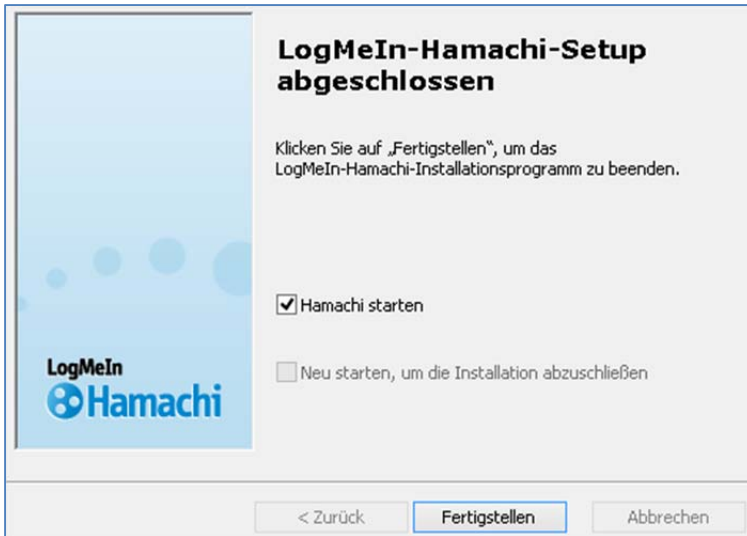 LogMeIn-Hamachi-Setup
abgeschlossen
Klicken Sie auf „Fertigstellen“, um das
LogMeIn-Hamachi-Installationsprogramm zu beenden.
Hamachi starten
Neu starten, um die Installation abzuschließen
LogMeIn
Hamachi
< Zurück
Fertigstellen
Abbrechen